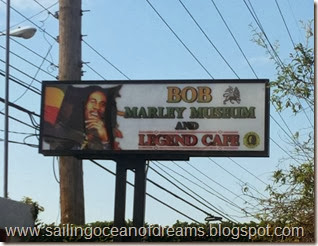 BOB
MARLEY MUSEUM
AND
LEGEND CAFE
www.sailingoceanofdreams.blogspot.com